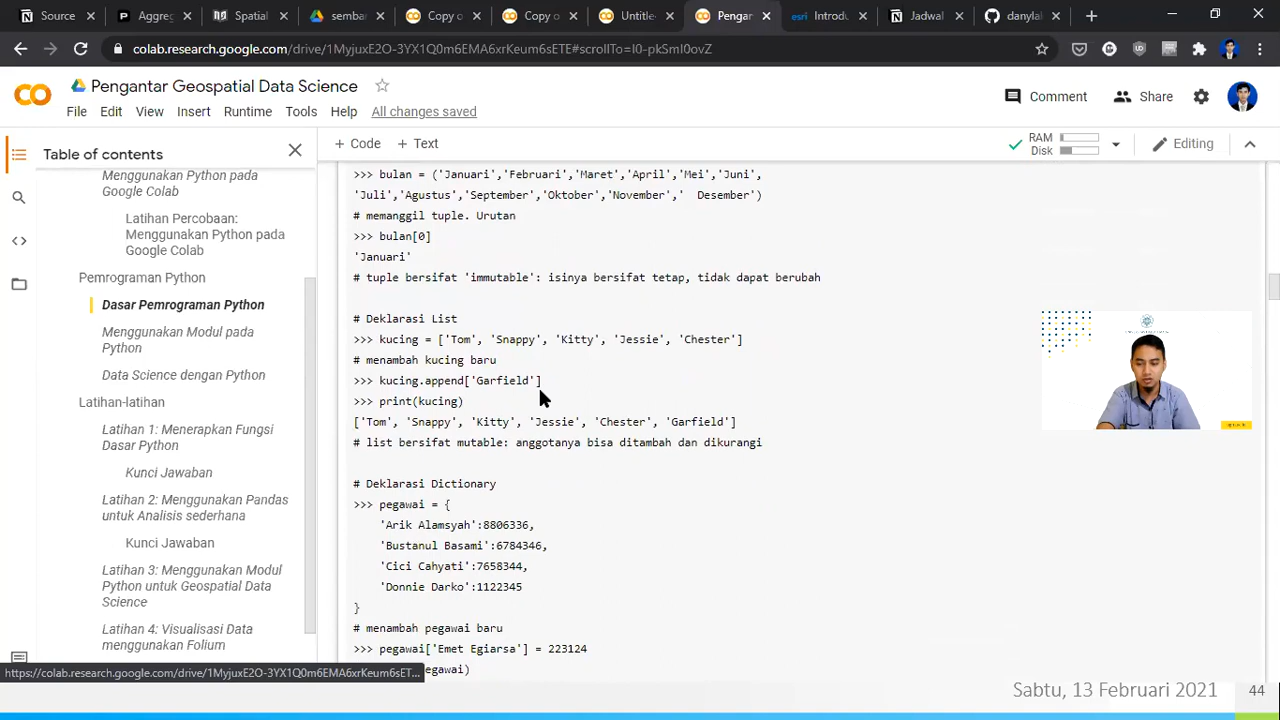 Source
Aggreg
Spatial
semba
Copy o
Copy o
Untitle
Pengan
Introdu
Jadwal
danylal
colab.research.google.com/drive/1MyjuxE2O-3YX1Q0m6EMA6xrKeum6sETE#scrollTo=I0-pkSmI0ovZ
Pengantar Geospatial Data Science
File Edit View Insert Runtime Tools Help All changes saved
Comment Share
Table of contents
+ Code + Text
RAM
Disk
Editing
Menggunakan Python pada
Google Colab
Latihan Percobaan:
Menggunakan Python pada
Google Colab
Pemrograman Python
Dasar Pemrograman Python
Menggunakan Modul pada
Python
Data Science dengan Python
Latihan-latihan
Latihan 1: Menerapkan Fungsi
Dasar Python
Kunci Jawaban
Latihan 2: Menggunakan Pandas
untuk Analisis sederhana
Kunci Jawaban
Latihan 3: Menggunakan Modul
Python untuk Geospatial Data
Science
Latihan 4: Visualisasi Data
menggunakan Folium
>>> bulan = ('Januari','Februari','Maret','April','Mei','Juni',
'Juli','Agustus','September','Oktober','November','  Desember')
# memanggil tuple. Urutan
>>> bulan[0]
'Januari'
# tuple bersifat 'immutable': isinya bersifat tetap, tidak dapat berubah
# Deklarasi List
>>> kucing = ['Tom', 'Snappy', 'Kitty', 'Jessie', 'Chester']
# menambah kucing baru
>>> kucing.append['Garfield']
>>> print(kucing)
['Tom', 'Snappy', 'Kitty', 'Jessie', 'Chester', 'Garfield']
# list bersifat mutable: anggotanya bisa ditambah dan dikurangi
# Deklarasi Dictionary
>>> pegawai = {
'Arik Alamsyah':8806336,
'Bustanul Basami':6784346,
'Cici Cahyati':7658344,
'Donnie Darko':1122345
}
# menambah pegawai baru
>>> pegawai['Emet Egiarsa'] = 223124
egawai)
https://colab.research.google.com/drive/1MyjuxE2O-3YX1Q0m6EMA6xrKeum6sET...
Sabtu, 13 Februari 2021 44